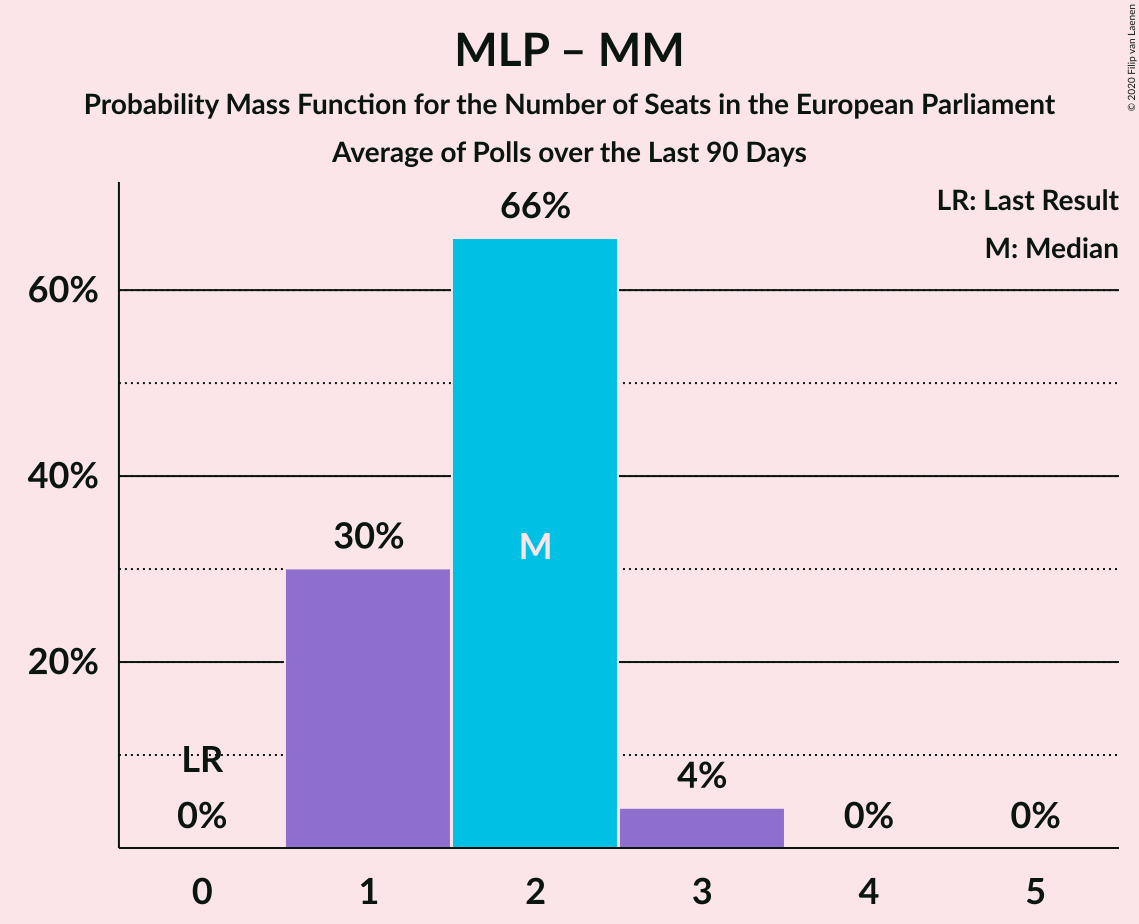 MLP – MM
Probability Mass Function for the Number of Seats in the European Parliament
Average of Polls over the Last 90 Days
© 2020 Filip van Laenen
LR: Last Result
M: Median
66%
60%
40%
30%
M
20%
LR
4%
0%
0%
0%
0
1
2
3
4
5